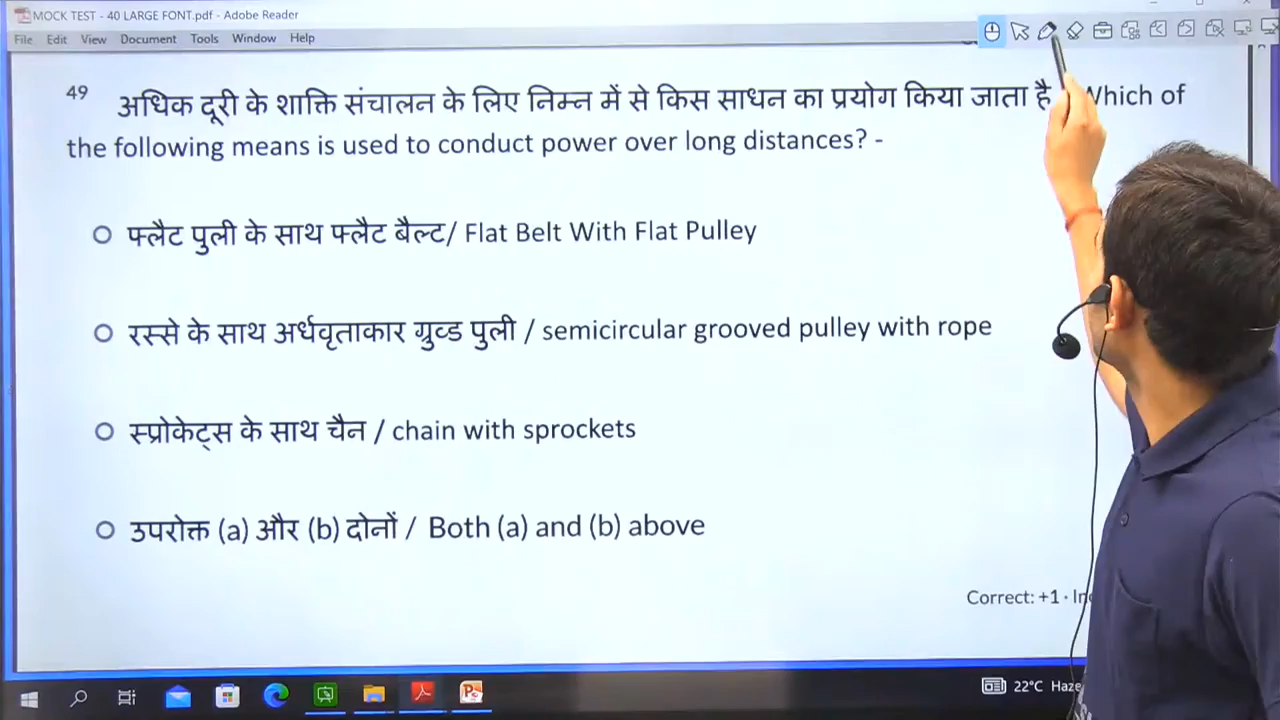 MOCK TEST - 40 LARGE FONT.pdf - Adobe Reader
File Edit View Document Tools Window Help
49 अधिक दूरी के शाक्ति संचालन के लिए निम्न में से किस साधन का प्रयोग किया जाता है Which of
the following means is used to conduct power over long distances? -
फ्लैट पुली के साथ फ्लैट बैल्ट/ Flat Belt With Flat Pulley
रस्से के साथ अर्धवृताकार ग्रुव्ड पुली / semicircular grooved pulley with rope
स्प्रोकेट्स के साथ चैन / chain with sprockets
उपरोक्त (a) और (b) दोनों / Both (a) and (b) above
Correct: +1 ·
22°C Haze